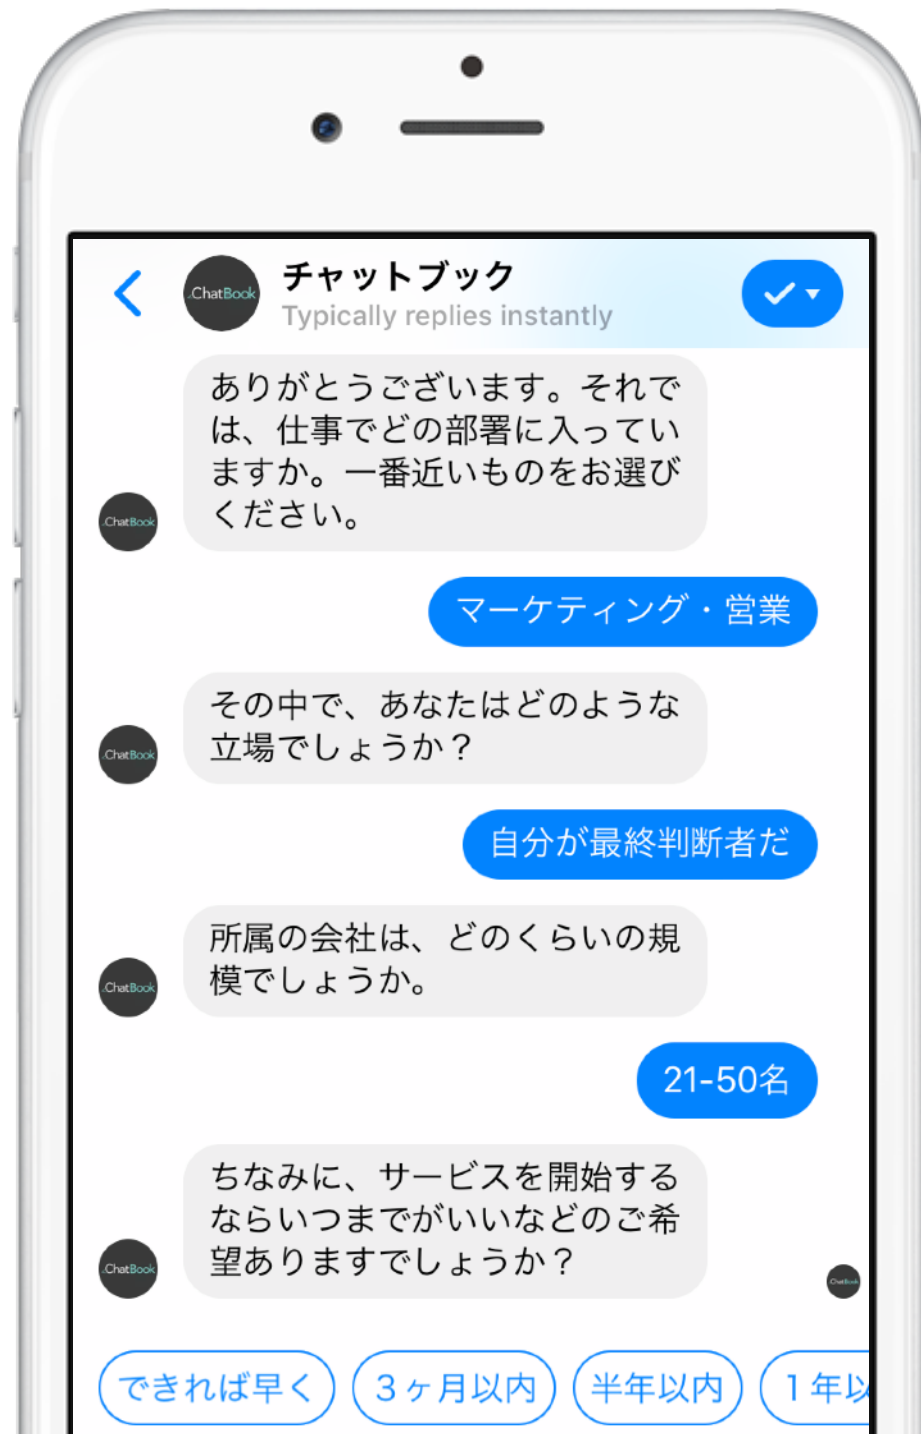 チャットブック
.ChatBook
Typically replies instantly
ありがとうございます。それで
は、仕事でどの部署に入ってい
ますか。一番近いものをお選び
ください。
.ChatBook
マーケティング・営業
その中で、あなたはどのような
立場でしょうか？
.ChatBook
自分が最終判断者だ
所属の会社は、どのくらいの規
模でしょうか。
.ChatBook
21-50名
ちなみに、サービスを開始する
ならいつまでがいいなどのご希
望ありますでしょうか？
.ChatBook
ChatBook
できれば早く
３ヶ月以内
半年以内
１年以